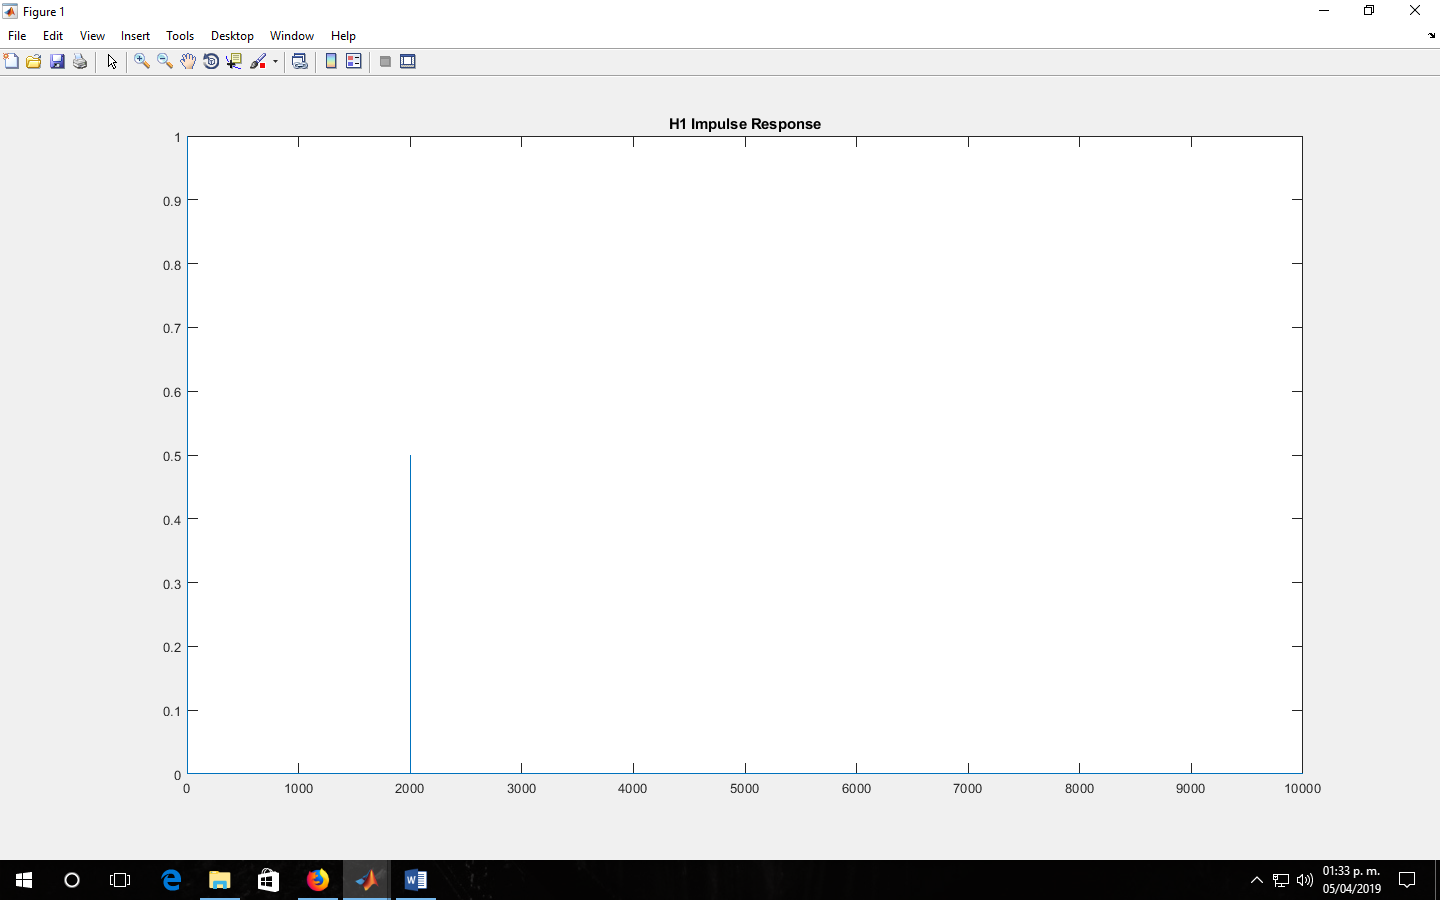 Figure 1
File Edit View Insert Tools Desktop Window Help
H1 Impulse Response
1
0.9
0.8
0.7
0.6
0.5
0.4
0.3
0.2
0.1
0
0 1000 2000 3000 4000 5000 6000 7000 8000 9000 10000
01:33 p. m.
05/04/2019